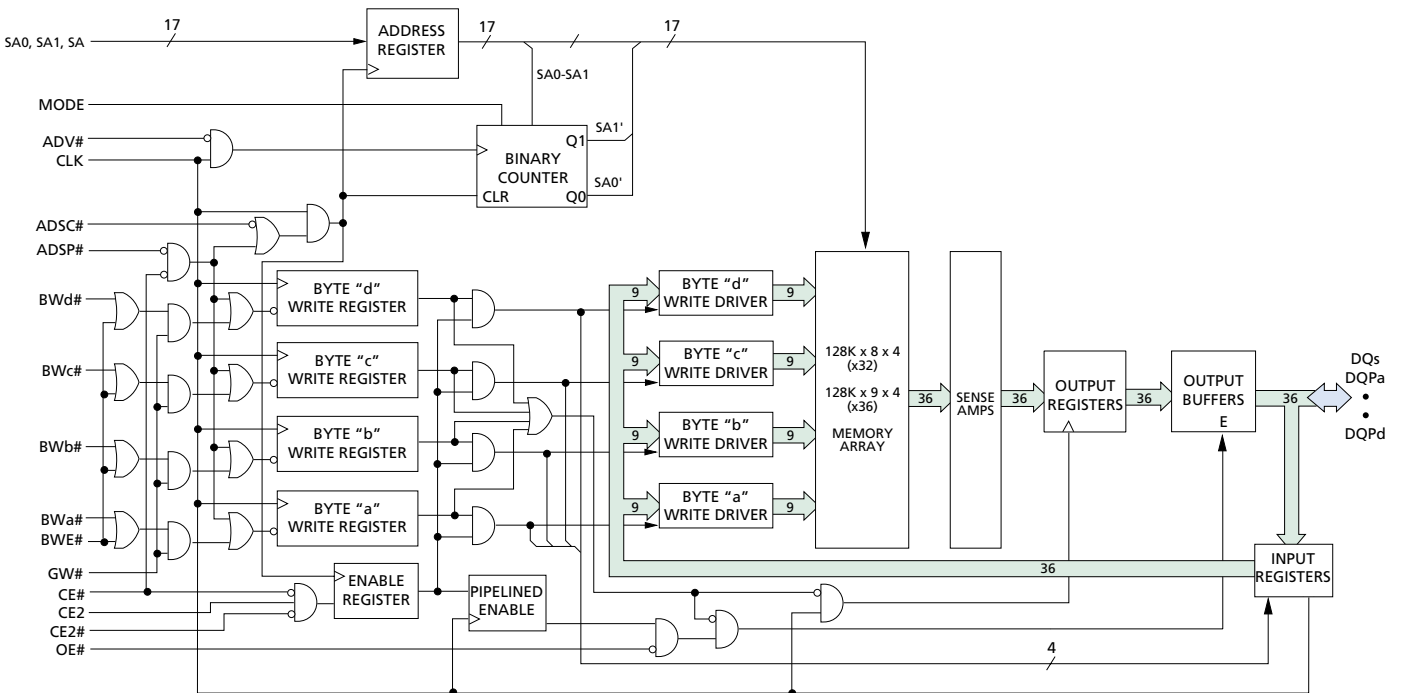 17
SA0, SA1, SA
ADDRESS
REGISTER
17
17
SA0-SA1
MODE
ADV#
CLK
SA1'
Q1
BINARY
COUNTER
SA0'
CLR
Q0
ADSC#
ADSP#
BWd#
BYTE “d”
WRITE REGISTER
9
BYTE “d”
WRITE DRIVER
9
BWc#
BYTE “c”
WRITE REGISTER
9
BYTE “c”
WRITE DRIVER
9
128K x 8 x 4
(x32)
128K x 9 x 4
(x36)
MEMORY
ARRAY
36
SENSE
AMPS
36
OUTPUT
REGISTERS
36
OUTPUT
BUFFERS
E
36
DQs
DQPa
•
•
DQPd
BWb#
BYTE “b”
WRITE REGISTER
9
BYTE “b”
WRITE DRIVER
9
BWa#
BWE#
BYTE “a”
WRITE REGISTER
9
BYTE “a”
WRITE DRIVER
9
36
INPUT
REGISTERS
GW#
CE#
CE2
CE2#
OE#
ENABLE
REGISTER
PIPELINED
ENABLE
4